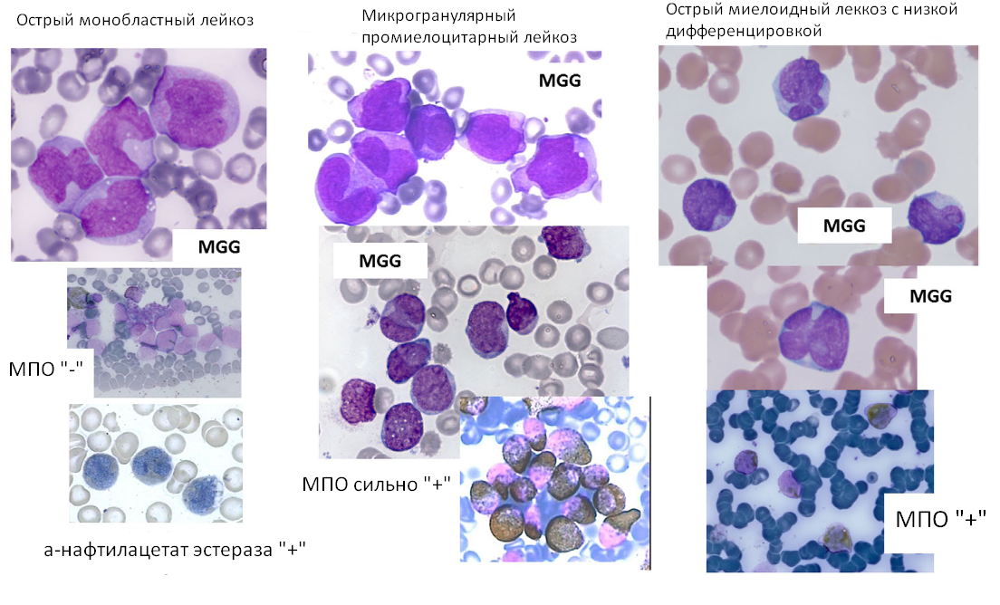 Острый монобластный лейкоз
Микрогранулярный
промиелоцитарный лейкоз
Острый миелоидный леккоз с низкой
дифференцировкой
MGG
MGG
MGG
MGG
MGG
МПО "-"
МПО сильно "+"
МПО "+"
а-нафтилацетат эстераза "+"